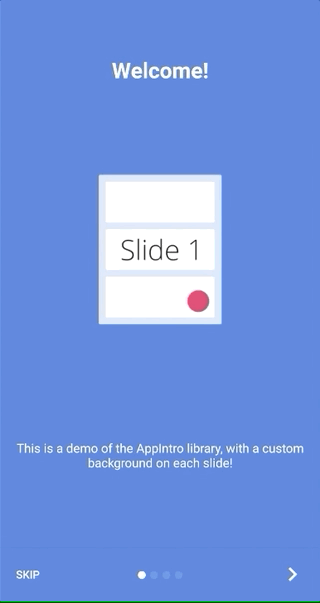 Welcome!
Slide 1
This is a demo of the AppIntro library, with a custom
background on each slide!
SKIP